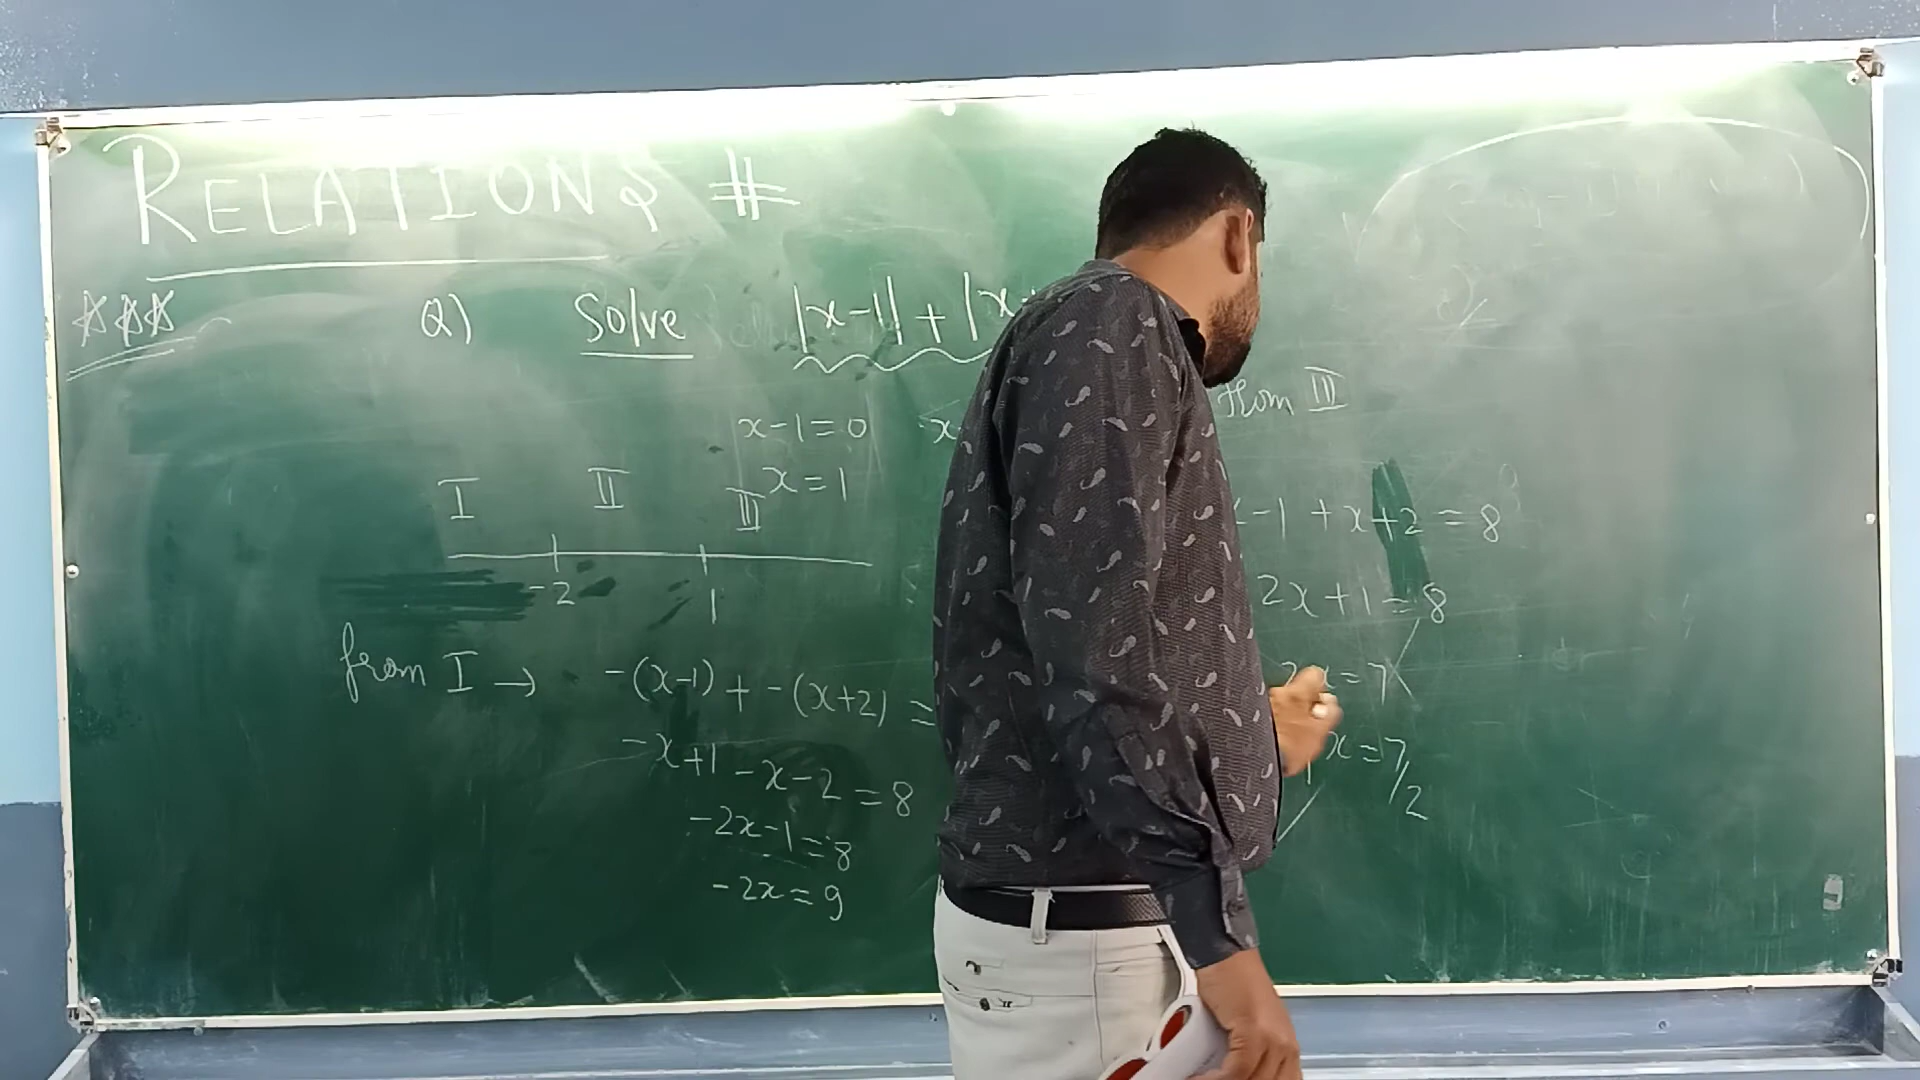 RELATIONS #
Q) Solve |x-1| + |x
x-1=0 x
x=1
I II III
-2 1
from I → -(x-1) + -(x+2) =
-x+1 -x-2 = 8
-2x-1=8
-2x=9
from III
-1 +x+2 = 8
2x+1=8
2x=7
x=7/2